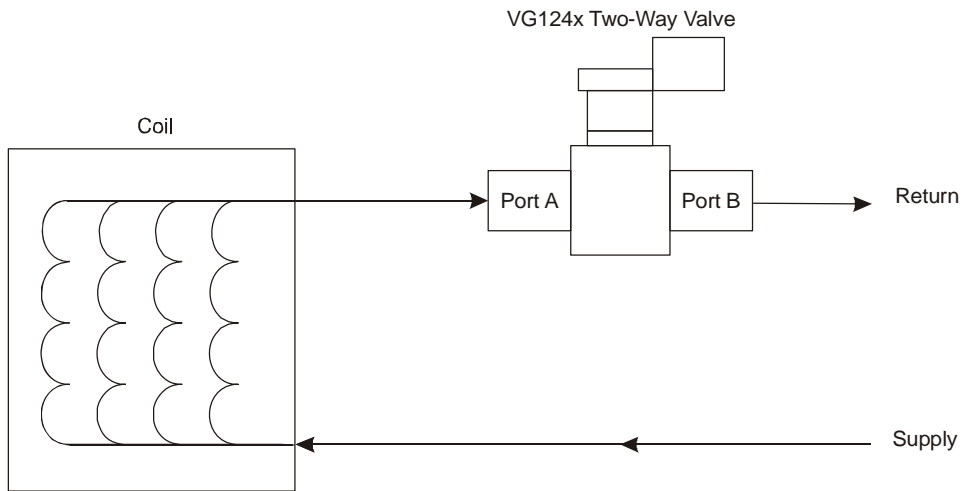 VG124x Two-Way Valve
Coil
Port A
Port B
Return
Supply